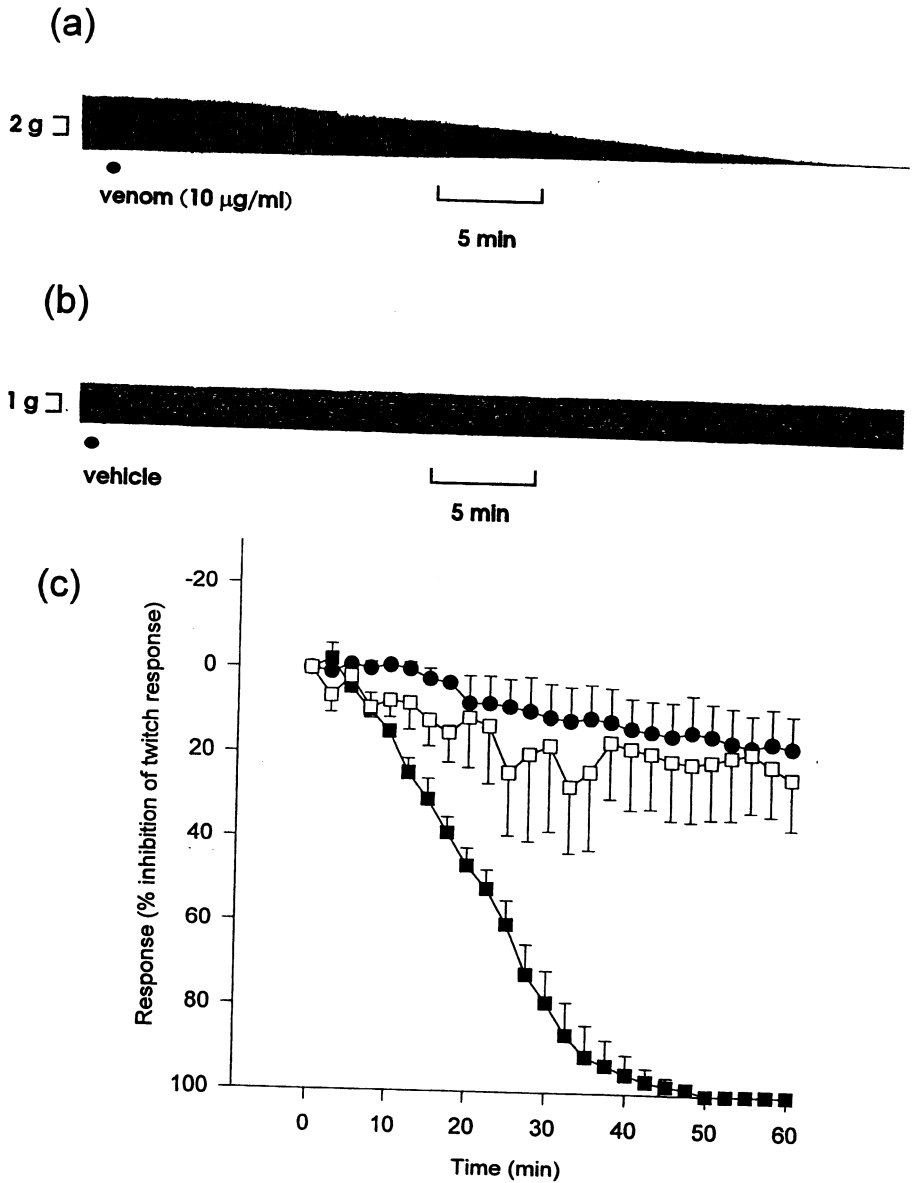 (a)
2 g
venom (10 µg/ml)
5 min
(b)
1 g
vehicle
5 min
(c)
Response (% inhibition of twitch response)
-20
0
20
40
60
80
100
0 10 20 30 40 50 60
Time (min)